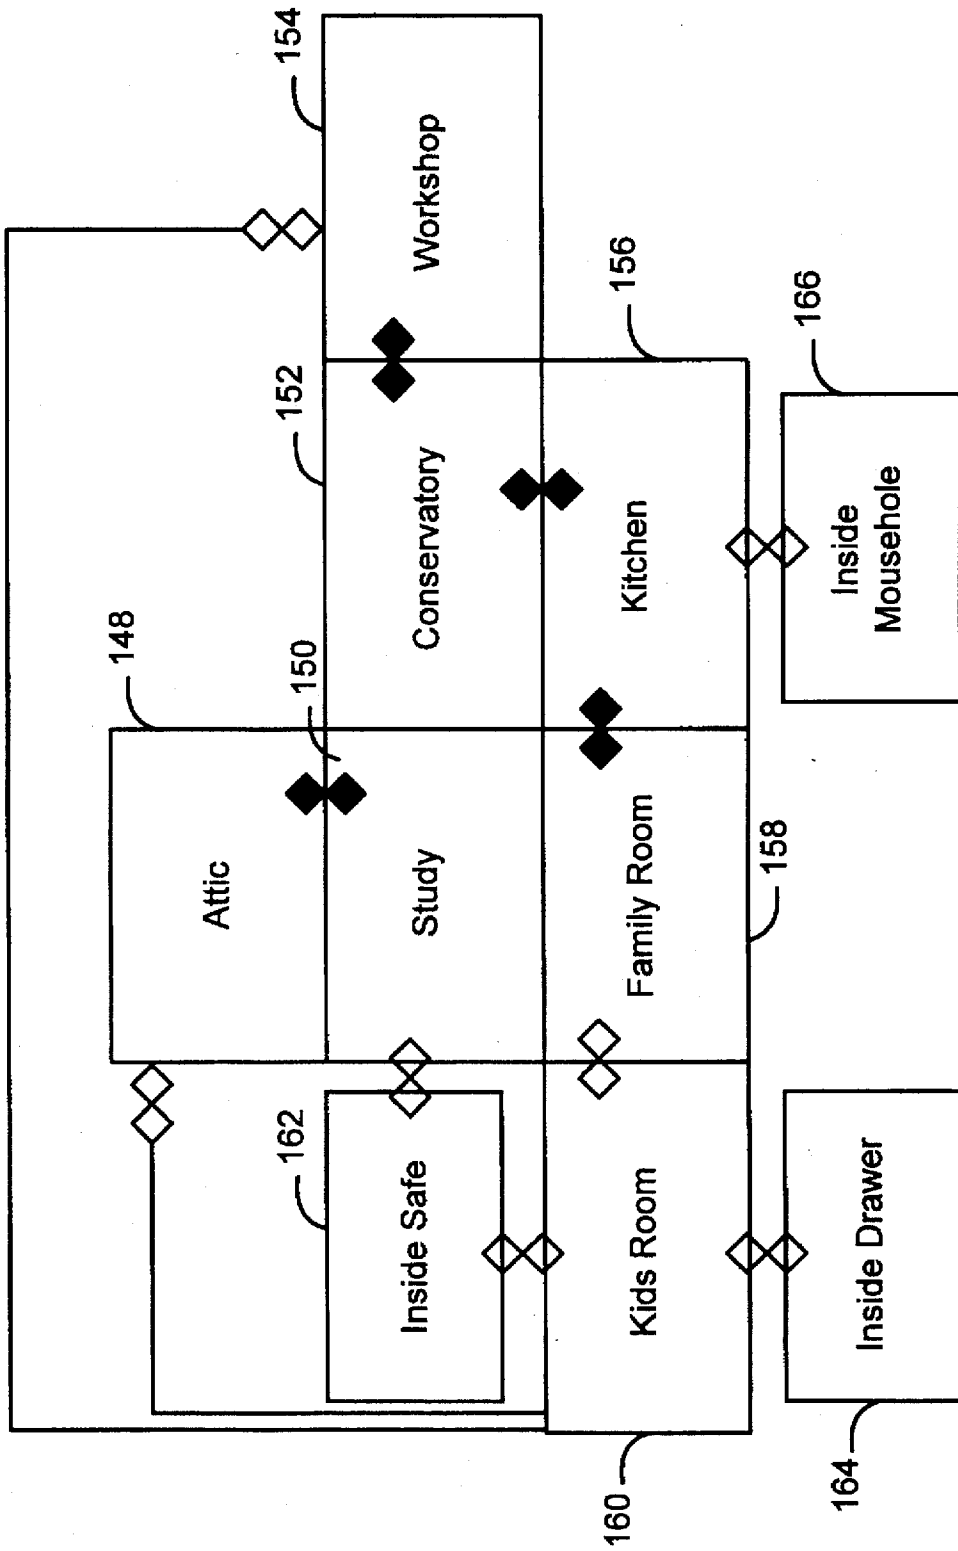 154
Workshop
152
156
Conservatory
166
Kitchen
Inside
Mousehole
148
150
Attic
Study
Family Room
158
162
Inside Safe
Kids Room
Inside Drawer
160
164